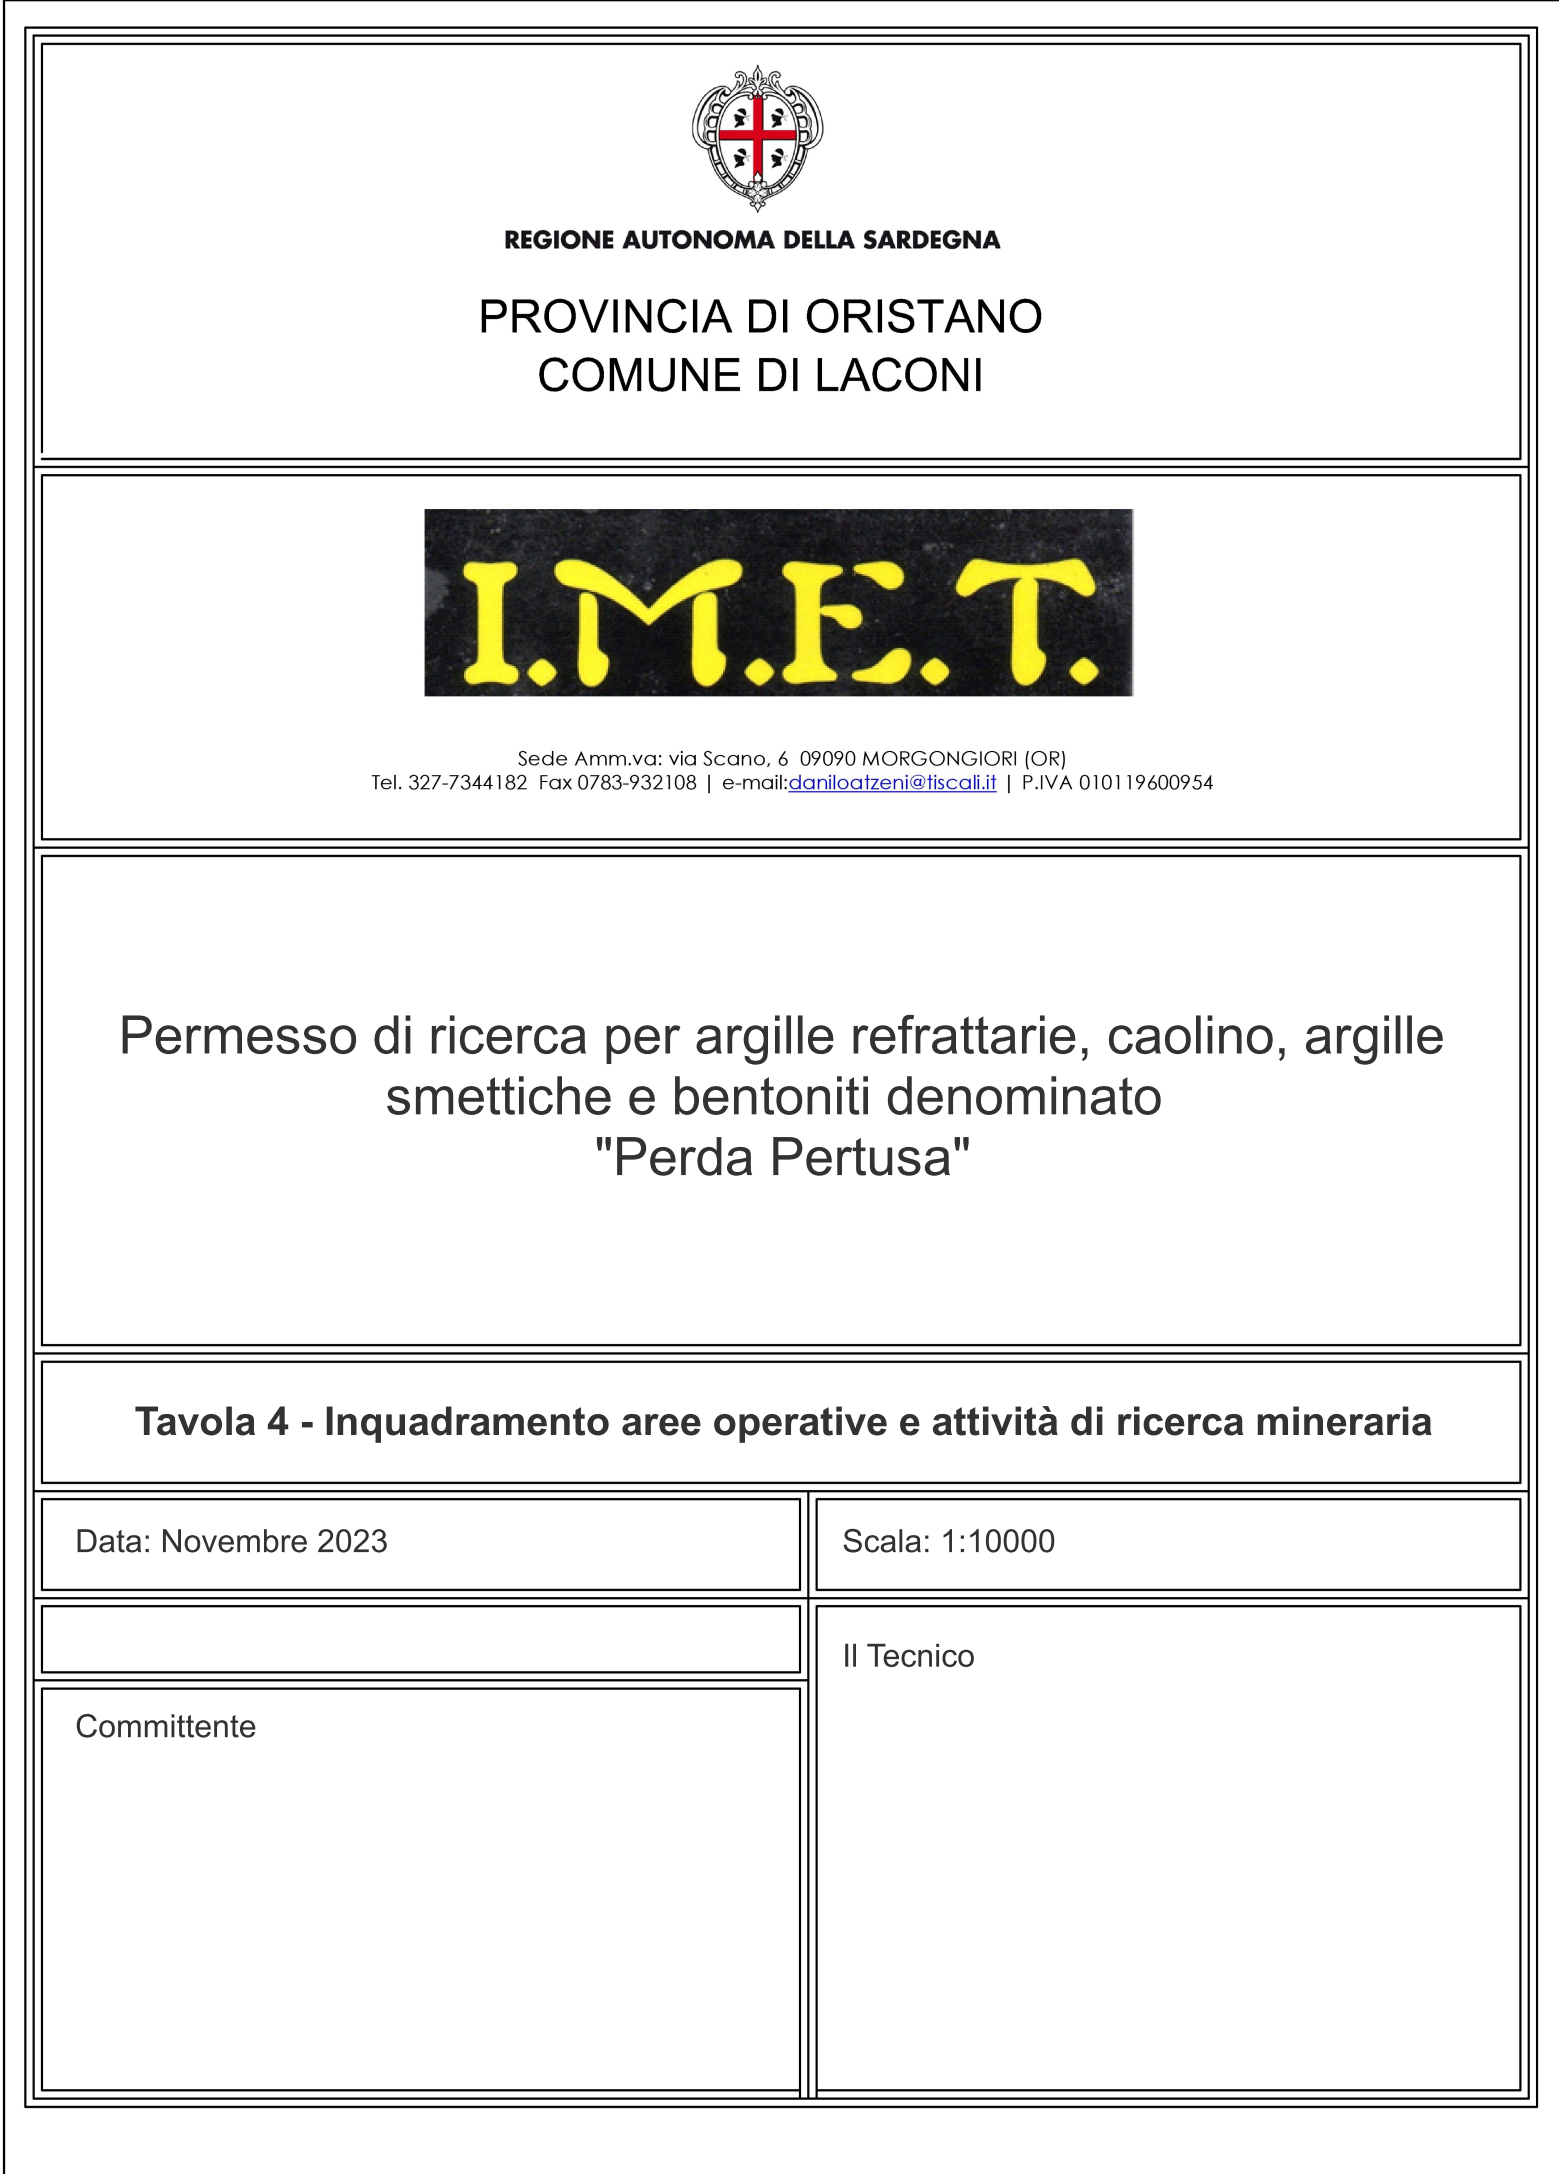 REGIONE AUTONOMA DELLA SARDEGNA
PROVINCIA DI ORISTANO
COMUNE DI LACONI
I.M.E.T.
Sede Amm.va: via Scano, 6 09090 MORGONGIORI (OR)
Tel. 327-7344182 Fax 0783-932108 | e-mail:daniloatzeni@tiscali.it | P.IVA 010119600954
Permesso di ricerca per argille refrattarie, caolino, argille
smettiche e bentoniti denominato
"Perda Pertusa"
Tavola 4 - Inquadramento aree operative e attività di ricerca mineraria
Data: Novembre 2023
Scala: 1:10000
Il Tecnico
Committente